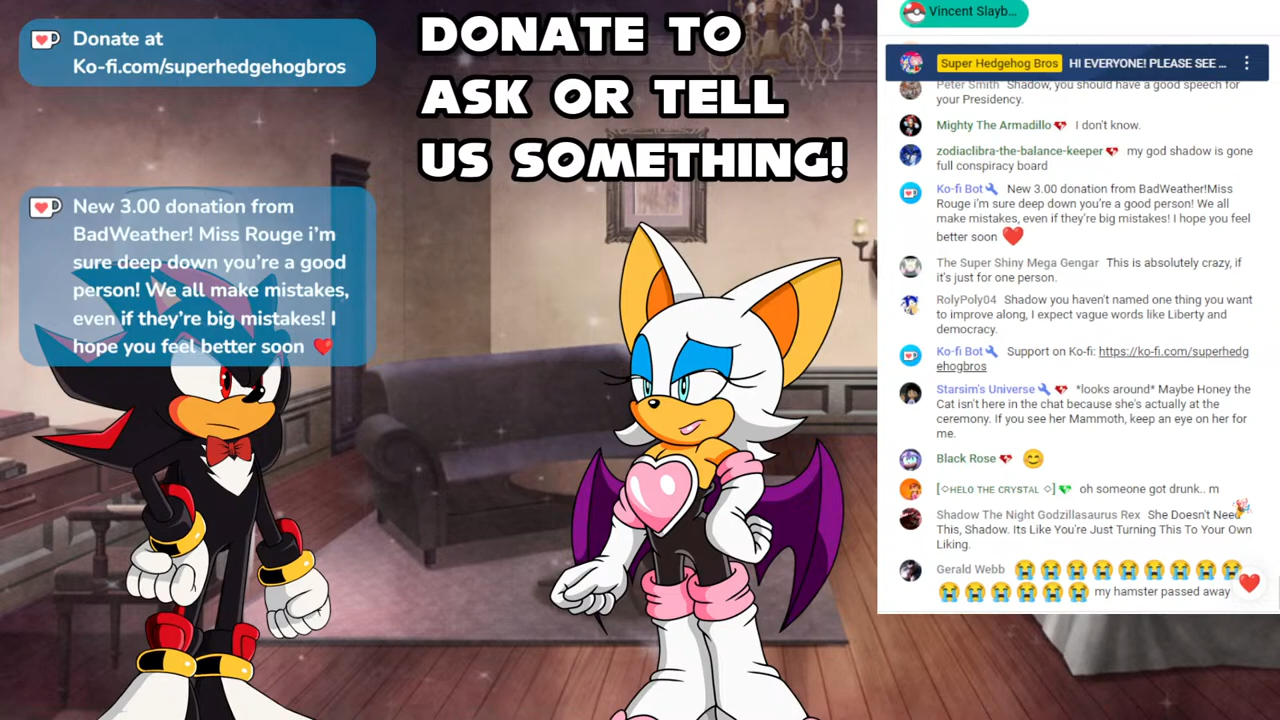 Donate at
Ko-fi.com/superhedgehogbros
New 3.00 donation from
BadWeather! Miss Rouge i'm
sure deep down you're a good
person! We all make mistakes,
even if they're big mistakes! I
hope you feel better soon ❤️
DONATE TO
ASK OR TELL
US SOMETHING!
Vincent Slayb...
Super Hedgehog Bros HI EVERYONE! PLEASE SEE ...
Peter Smith Shadow, you should have a good speech for
your Presidency.
Mighty The Armadillo I don't know.
zodiaclibra-the-balance-keeper my god shadow is gone
full conspiracy board
Ko-fi Bot New 3.00 donation from BadWeather!Miss
Rouge i'm sure deep down you're a good person! We all
make mistakes, even if they're big mistakes! I hope you feel
better soon ❤️
The Super Shiny Mega Gengar This is absolutely crazy, if
it's just for one person.
RolyPoly04 Shadow you haven't named one thing you want
to improve along, I expect vague words like Liberty and
democracy.
Ko-fi Bot Support on Ko-fi: https://ko-fi.com/superhedg
ehogbros
Starsim's Universe *looks around* Maybe Honey the
Cat isn't here in the chat because she's actually at the
ceremony. If you see her Mammoth, keep an eye on her for
me.
Black Rose 😊
[◇HELO THE CRYSTAL ◇] oh someone got drunk.. m
Shadow The Night Godzillasaurus Rex She Doesn't Need
This, Shadow. Its Like You're Just Turning This To Your Own
Liking.
Gerald Webb 😭😭😭😭😭😭😭😭😭
😭😭😭😭😭😭 my hamster passed away